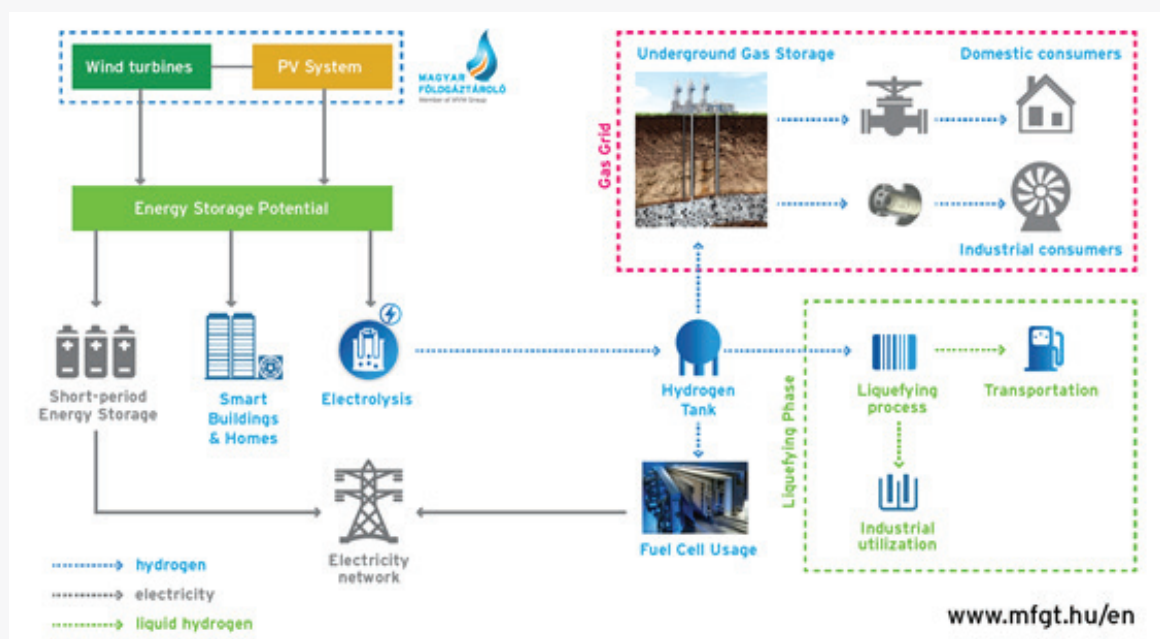 Wind turbines
PV System
MAGYAR
FÖLDGÁZTÁROLÓ
Member of MVM Group
Energy Storage Potential
Short-period
Energy Storage
Smart
Buildings
& Homes
Electrolysis
Electricity
network
hydrogen
electricity
liquid hydrogen
Gas Grid
Underground Gas Storage
Domestic consumers
Industrial consumers
Hydrogen
Tank
Fuel Cell Usage
Liquefying Phase
Liquefying
process
Transportation
Industrial
utilization
www.mfgt.hu/en